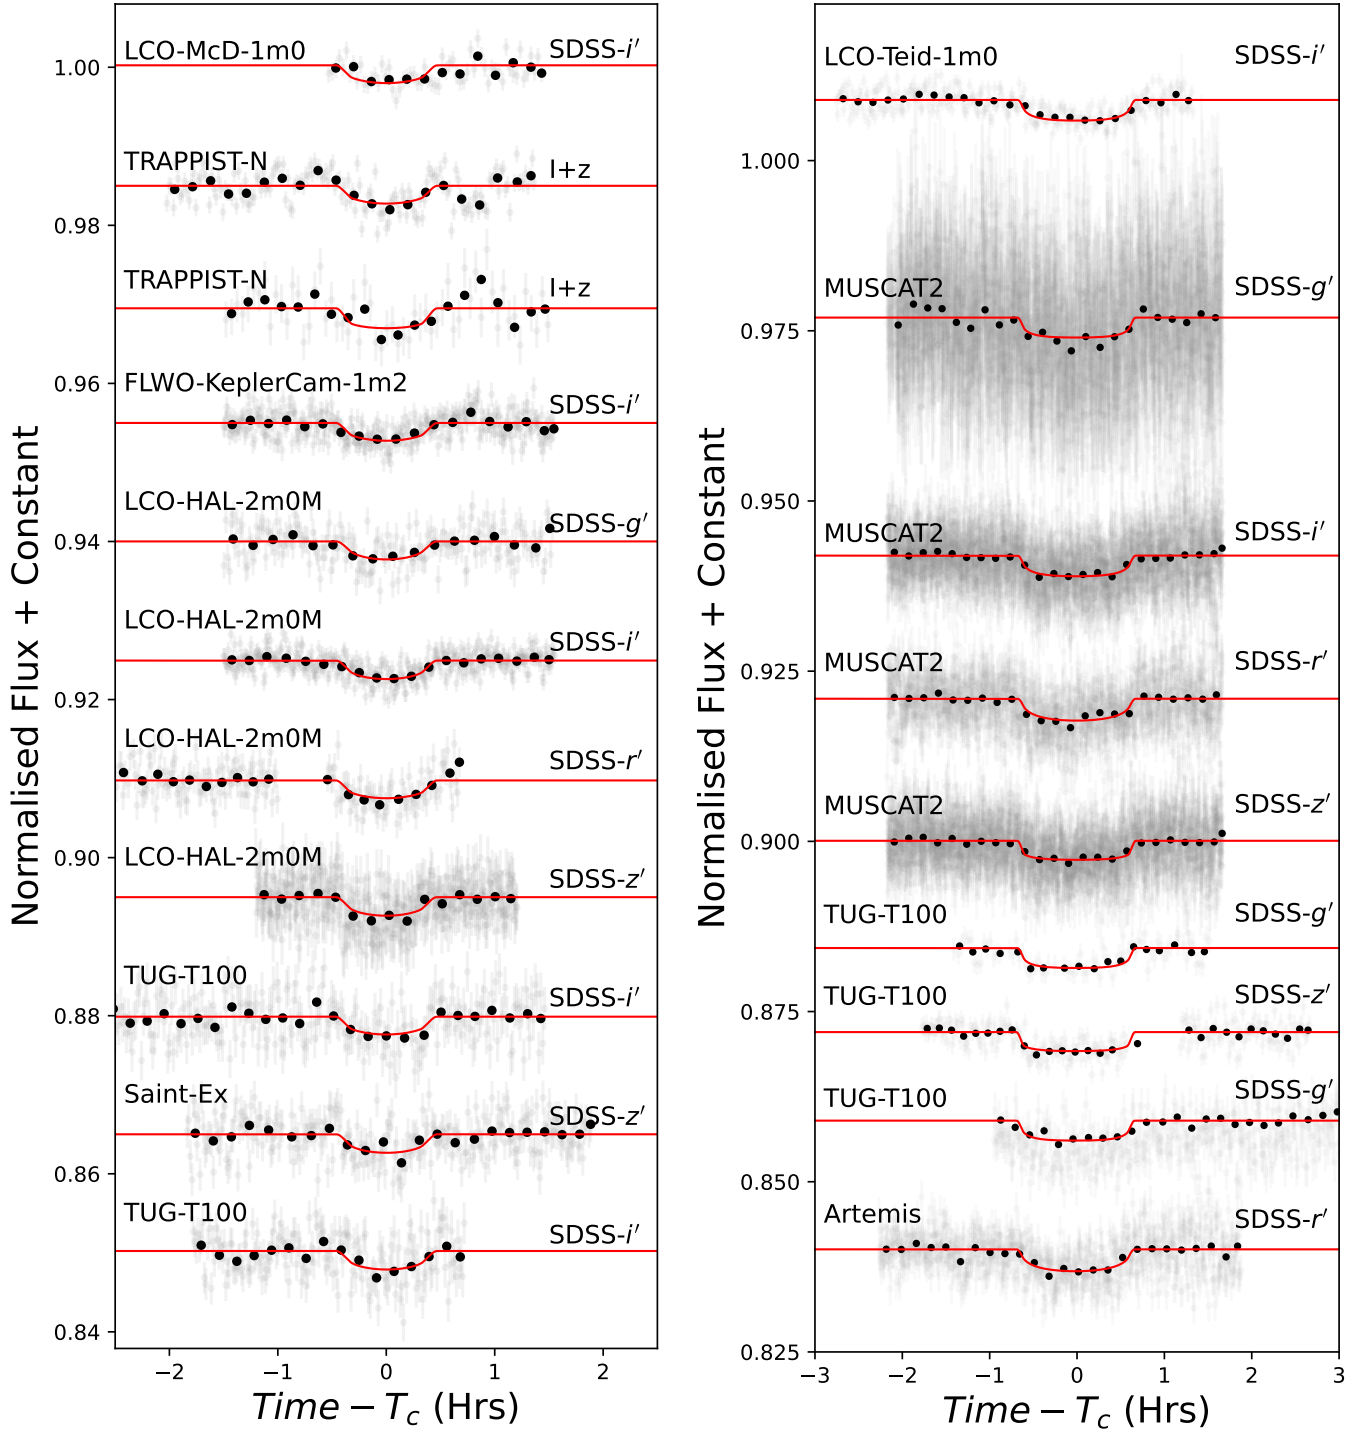 LCO-McD-1m0 SDSS-i′
1.00
TRAPPIST-N I+z
0.98
TRAPPIST-N I+z
0.96
FLWO-KeplerCam-1m2 SDSS-i′
LCO-HAL-2m0M SDSS-g′
0.94
LCO-HAL-2m0M SDSS-i′
0.92
LCO-HAL-2m0M SDSS-r′
0.90
LCO-HAL-2m0M SDSS-z′
TUG-T100 SDSS-i′
0.88
Saint-Ex SDSS-z′
0.86
TUG-T100 SDSS-i′
0.84
−2 −1 0 1 2
Time − Tc (Hrs)
Normalised Flux + Constant
LCO-Teid-1m0 SDSS-i′
1.000
MUSCAT2 SDSS-g′
0.975
0.950
MUSCAT2 SDSS-i′
MUSCAT2 SDSS-r′
0.925
MUSCAT2 SDSS-z′
0.900
TUG-T100 SDSS-g′
TUG-T100 SDSS-z′
0.875
TUG-T100 SDSS-g′
0.850
Artemis SDSS-r′
0.825
−3 −2 −1 0 1 2 3
Time − Tc (Hrs)
Normalised Flux + Constant